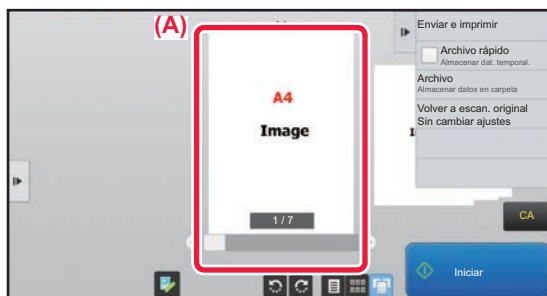 (A)
A4
Image
1 / 7
Enviar e imprimir
Archivo rápido
Almacenar dat. temporal.
Archivo
Almacenar datos en carpeta
Volver a escan. original
Sin cambiar ajustes
CA
Iniciar